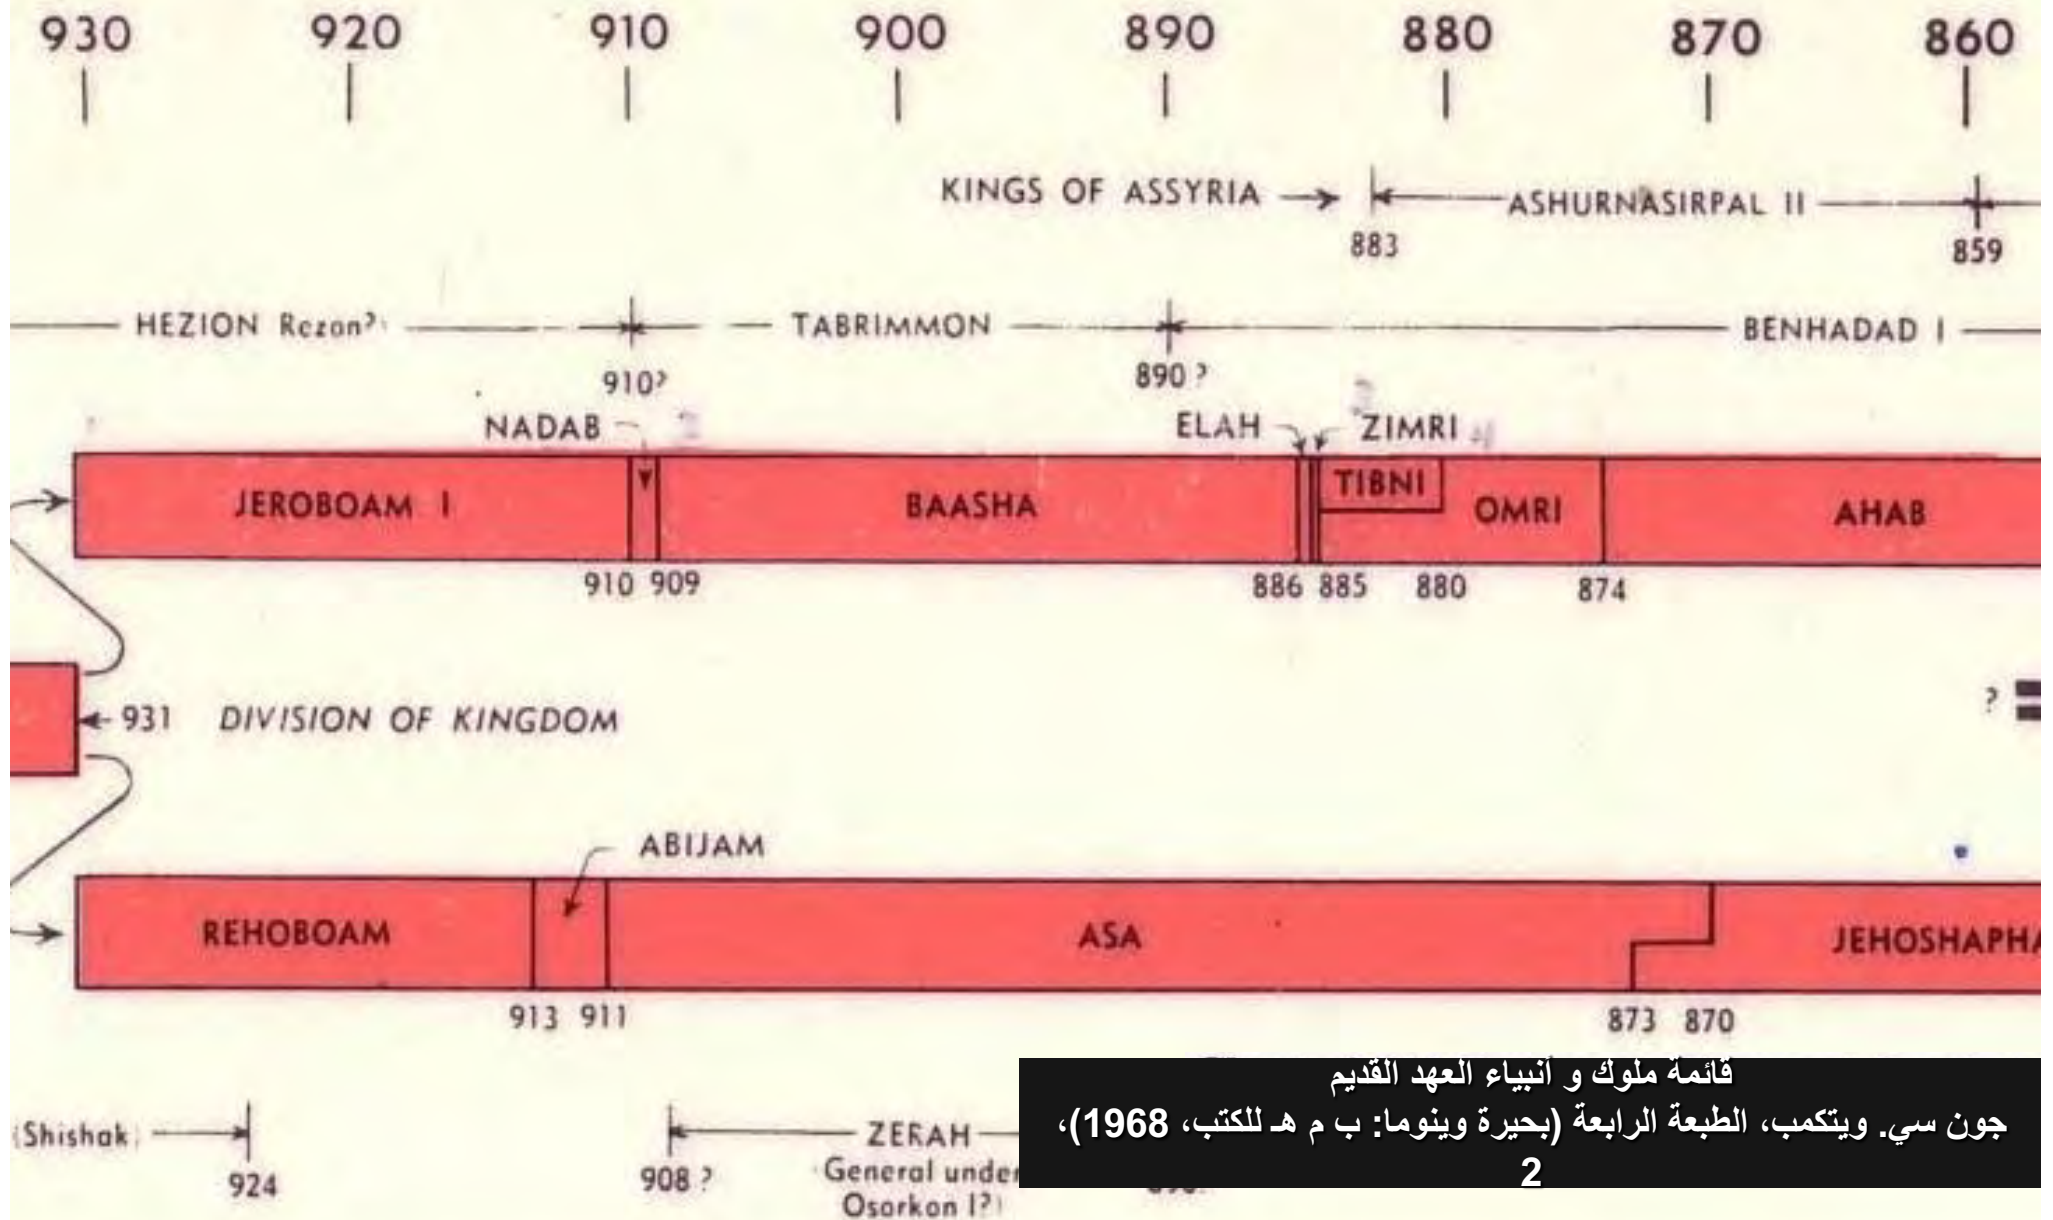 930 920 910 900 890 880 870 860
KINGS OF ASSYRIA ASHURNASIRPAL II
883 859
HEZION Rezon? TABRIMMON BENHADAD I
910? 890 ?
NADAB ELAH ZIMRI
JEROBOAM I BAASHA TIBNI OMRI AHAB
910 909 886 885 880 874
931 DIVISION OF KINGDOM ?
ABIJAM
REHOBOAM ASA JEHOSHAPHA
913 911 873 870
قائمة ملوك و أنبياء العهد القديم
جون سي. ويتكمب، الطبعة الرابعة (بحيرة وينوما: ب م هـ للكتب، 1968)،
2
(Shishak) ZERAH
924 908 ? General under
Osorkon I?)